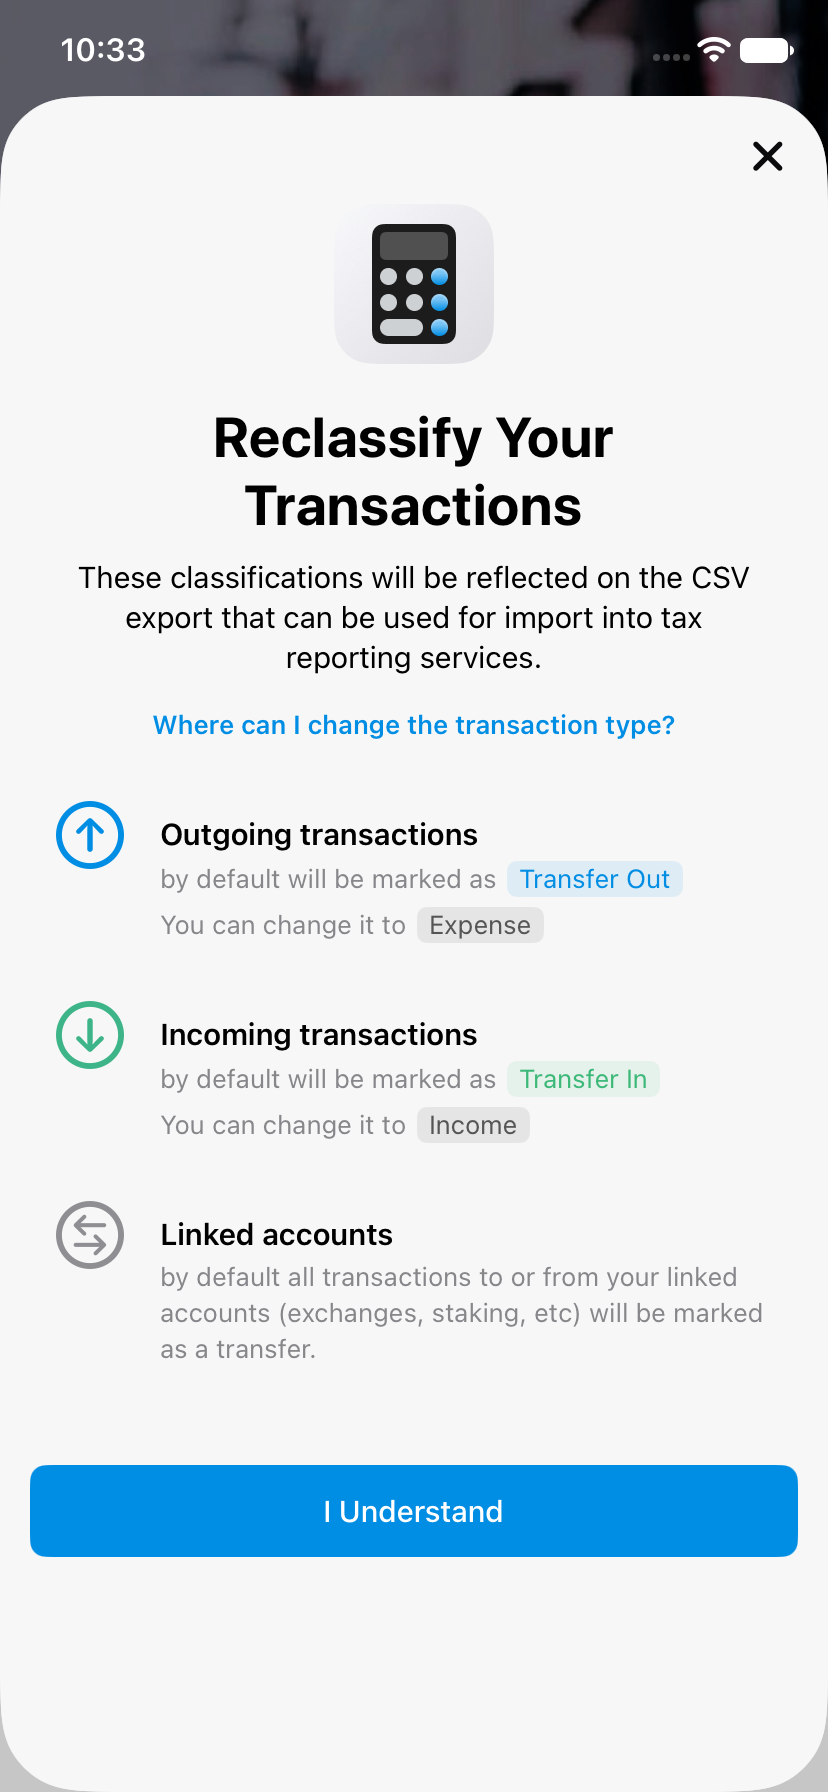 10:33
Reclassify Your
Transactions
These classifications will be reflected on the CSV
export that can be used for import into tax
reporting services.
Where can I change the transaction type?
Outgoing transactions
by default will be marked as Transfer Out
You can change it to Expense
Incoming transactions
by default will be marked as Transfer In
You can change it to Income
Linked accounts
by default all transactions to or from your linked
accounts (exchanges, staking, etc) will be marked
as a transfer.
I Understand